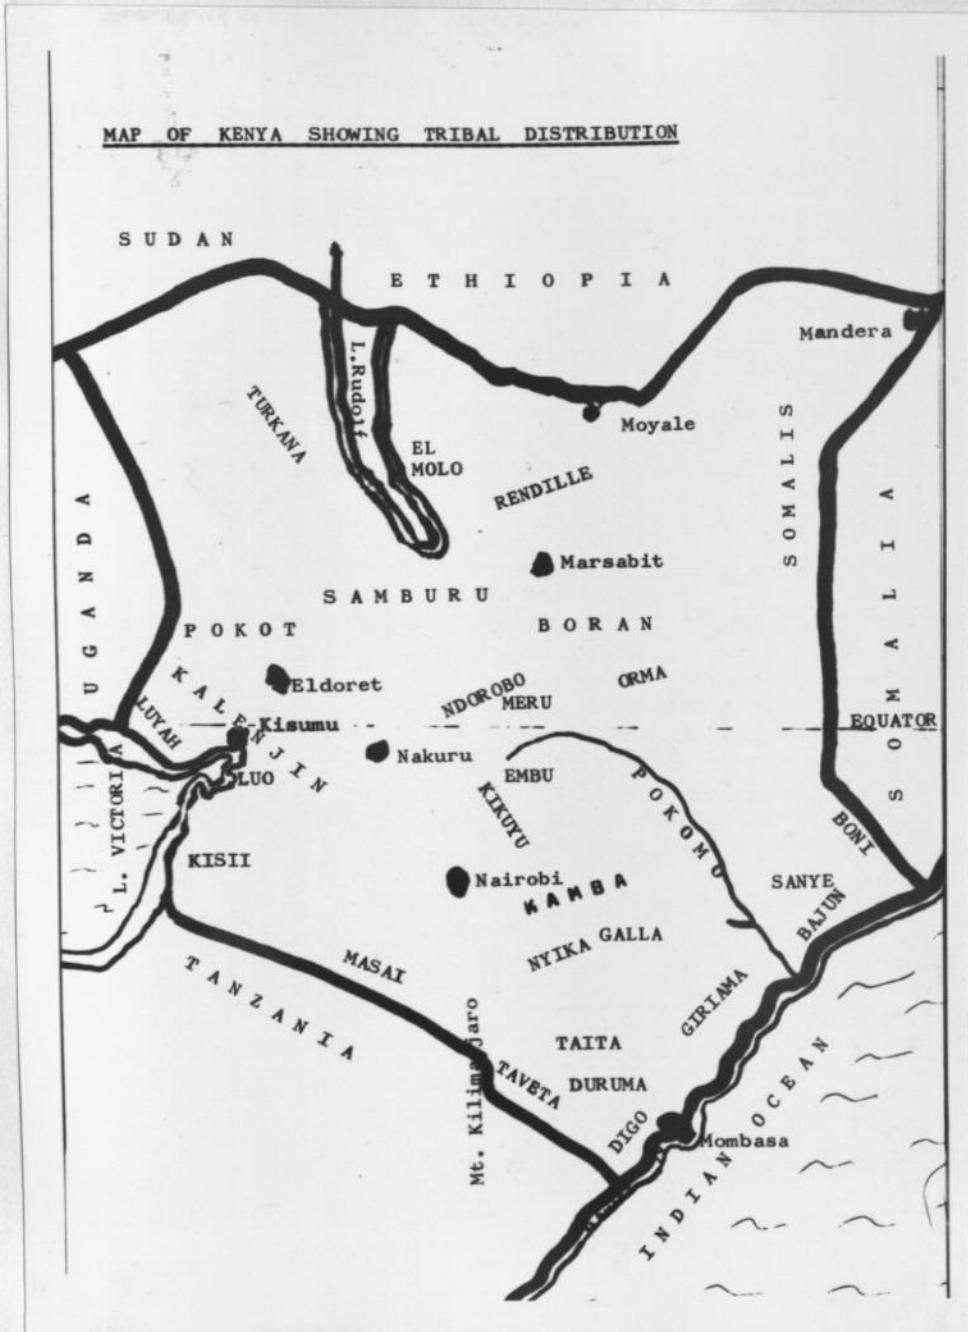 MAP OF KENYA SHOWING TRIBAL DISTRIBUTION
SUDAN
ETHIOPIA
Mandera
L.Rudolf
TURKANA
Moyale
EL
MOLO
SOMALIS
RENDILLE
UGANDA
SOMALIA
Marsabit
SAMBURU
POKOT
BORAN
KALENJIN
Eldoret
NDOROBO
ORMA
MERU
LUYAH
Kisumu
EQUATOR
Nakuru
LUO
EMBU
POKOMO
L. VICTORIA
KIKUYU
BONI
KISII
Nairobi
KAMBA
SANYE
BAJUN
NYIKA
GALLA
MASAI
TANZANIA
GIRIAMA
Mt. Kilimanjaro
TAITA
TAVETA
DURUMA
DIGO
Mombasa
INDIAN OCEAN